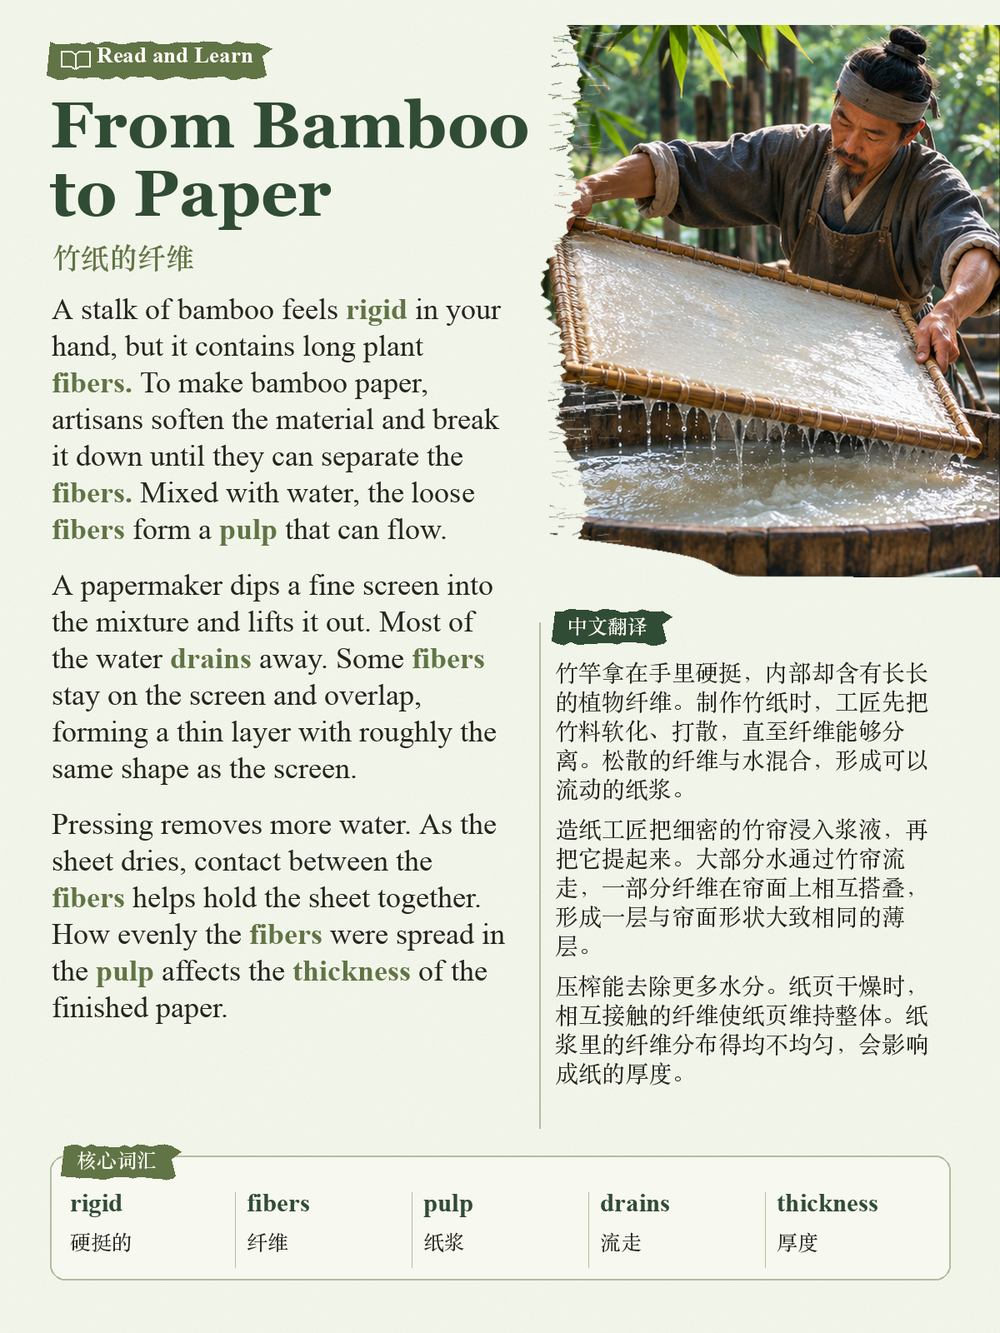 Read and Learn
From Bamboo
to Paper
竹纸的纤维
A stalk of bamboo feels rigid in your
hand, but it contains long plant
fibers. To make bamboo paper,
artisans soften the material and break
it down until they can separate the
fibers. Mixed with water, the loose
fibers form a pulp that can flow.
A papermaker dips a fine screen into
the mixture and lifts it out. Most of
the water drains away. Some fibers
stay on the screen and overlap,
forming a thin layer with roughly the
same shape as the screen.
Pressing removes more water. As the
sheet dries, contact between the
fibers helps hold the sheet together.
How evenly the fibers were spread in
the pulp affects the thickness of the
finished paper.
中文翻译
竹竿拿在手里硬挺，内部却含有长长
的植物纤维。制作竹纸时，工匠先把
竹料软化、打散，直至纤维能够分
离。松散的纤维与水混合，形成可以
流动的纸浆。
造纸工匠把细密的竹帘浸入浆液，再
把它提起来。大部分水通过竹帘流
走，一部分纤维在帘面上相互搭叠，
形成一层与帘面形状大致相同的薄
层。
压榨能去除更多水分。纸页干燥时，
相互接触的纤维使纸页维持整体。纸
浆里的纤维分布得均不均匀，会影响
成纸的厚度。
核心词汇
rigid
硬挺的
fibers
纤维
pulp
纸浆
drains
流走
thickness
厚度